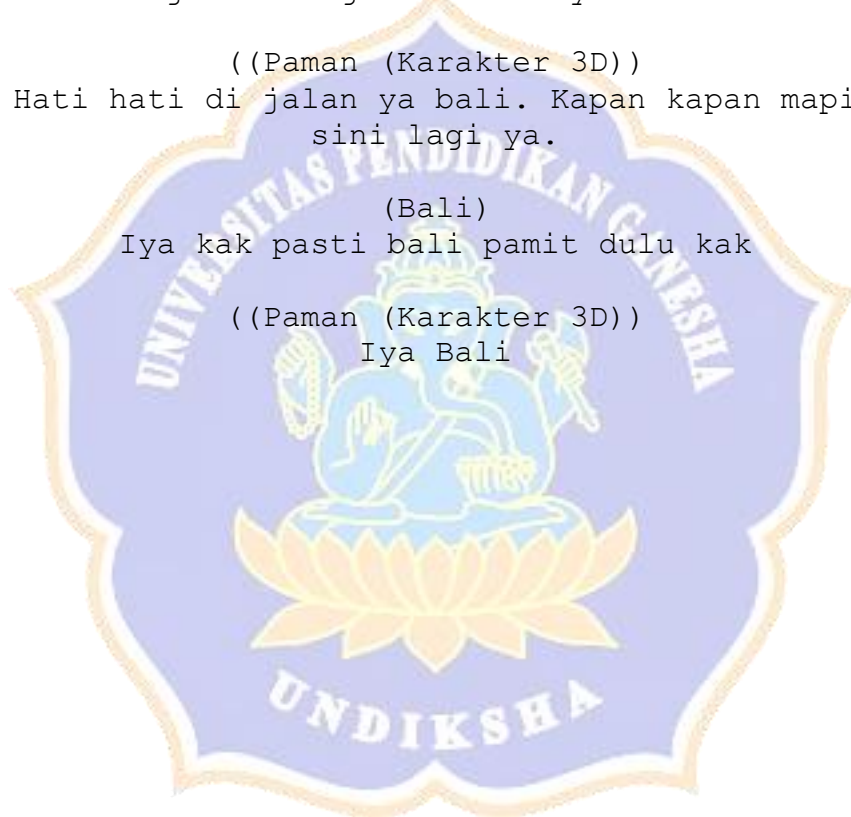 ((Paman (Karakter 3D))
Hati hati di jalan ya bali. Kapan kapan mapi
sini lagi ya.
(Bali)
Iya kak pasti bali pamit dulu kak
((Paman (Karakter 3D))
Iya Bali
UNIVERSITAS PENDIDIKAN GANESHA
UNDIKSHA